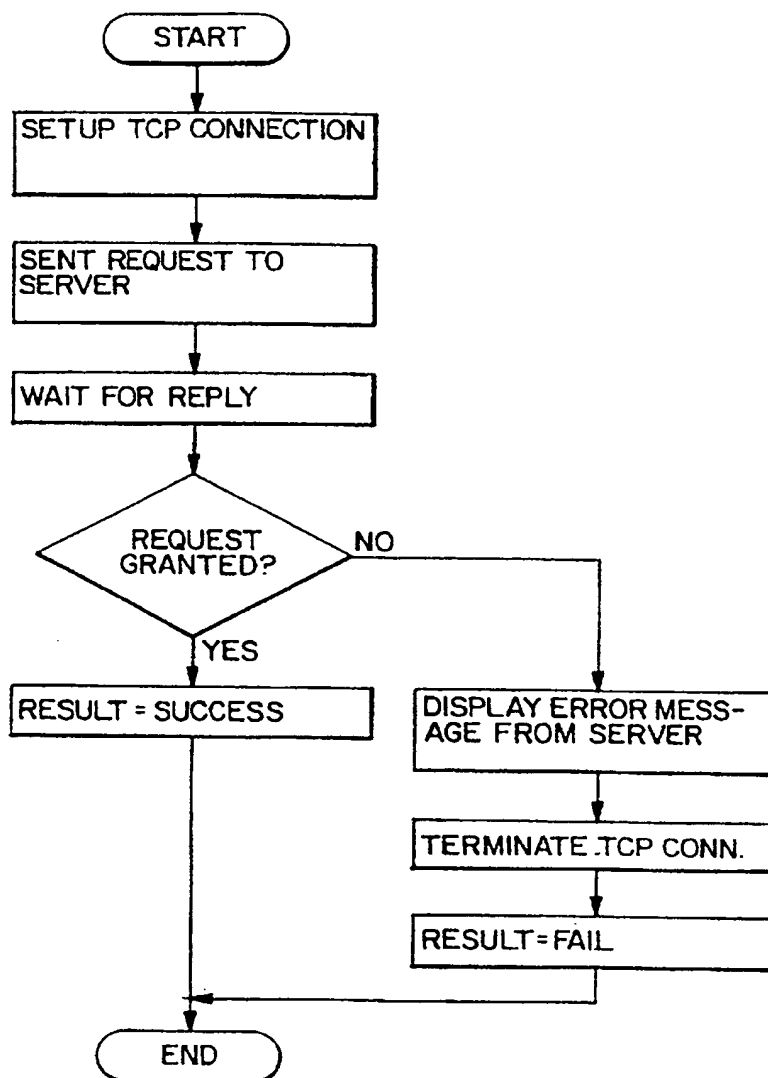 START
SETUP TCP CONNECTION
SENT REQUEST TO
SERVER
WAIT FOR REPLY
REQUEST
GRANTED?
NO
YES
RESULT = SUCCESS
DISPLAY ERROR MESS-
AGE FROM SERVER
TERMINATE TCP CONN.
RESULT = FAIL
END